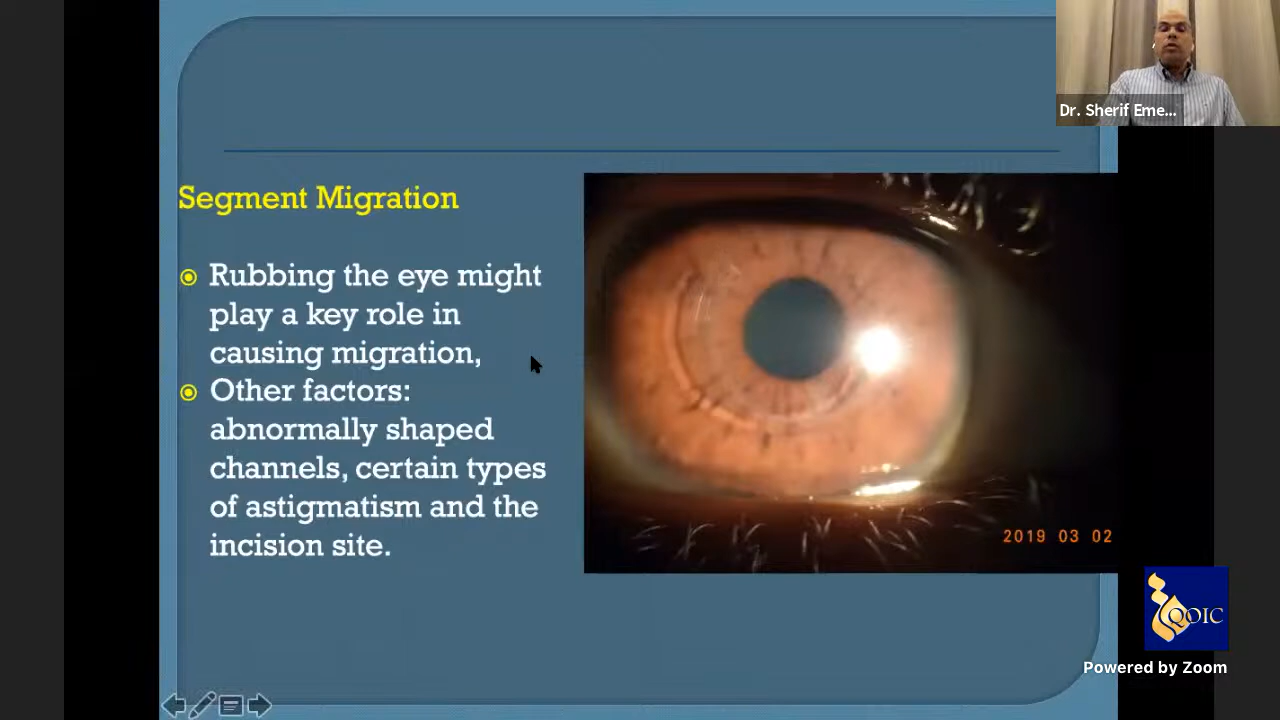 Dr. Sherif Eme...
Segment Migration
Rubbing the eye might
play a key role in
causing migration,
Other factors:
abnormally shaped
channels, certain types
of astigmatism and the
incision site.
2019 03 02
QOIC
Powered by Zoom